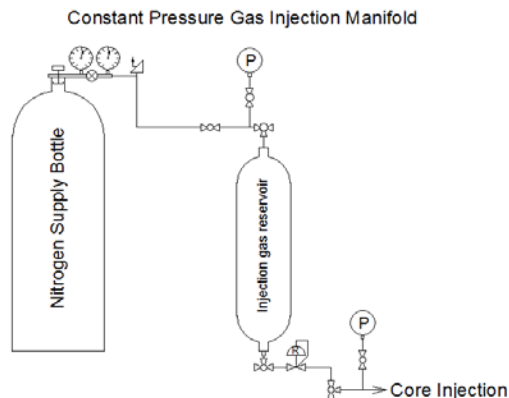 Constant Pressure Gas Injection Manifold
P
Nitrogen Supply Bottle
Injection gas reservoir
P
R
Core Injection